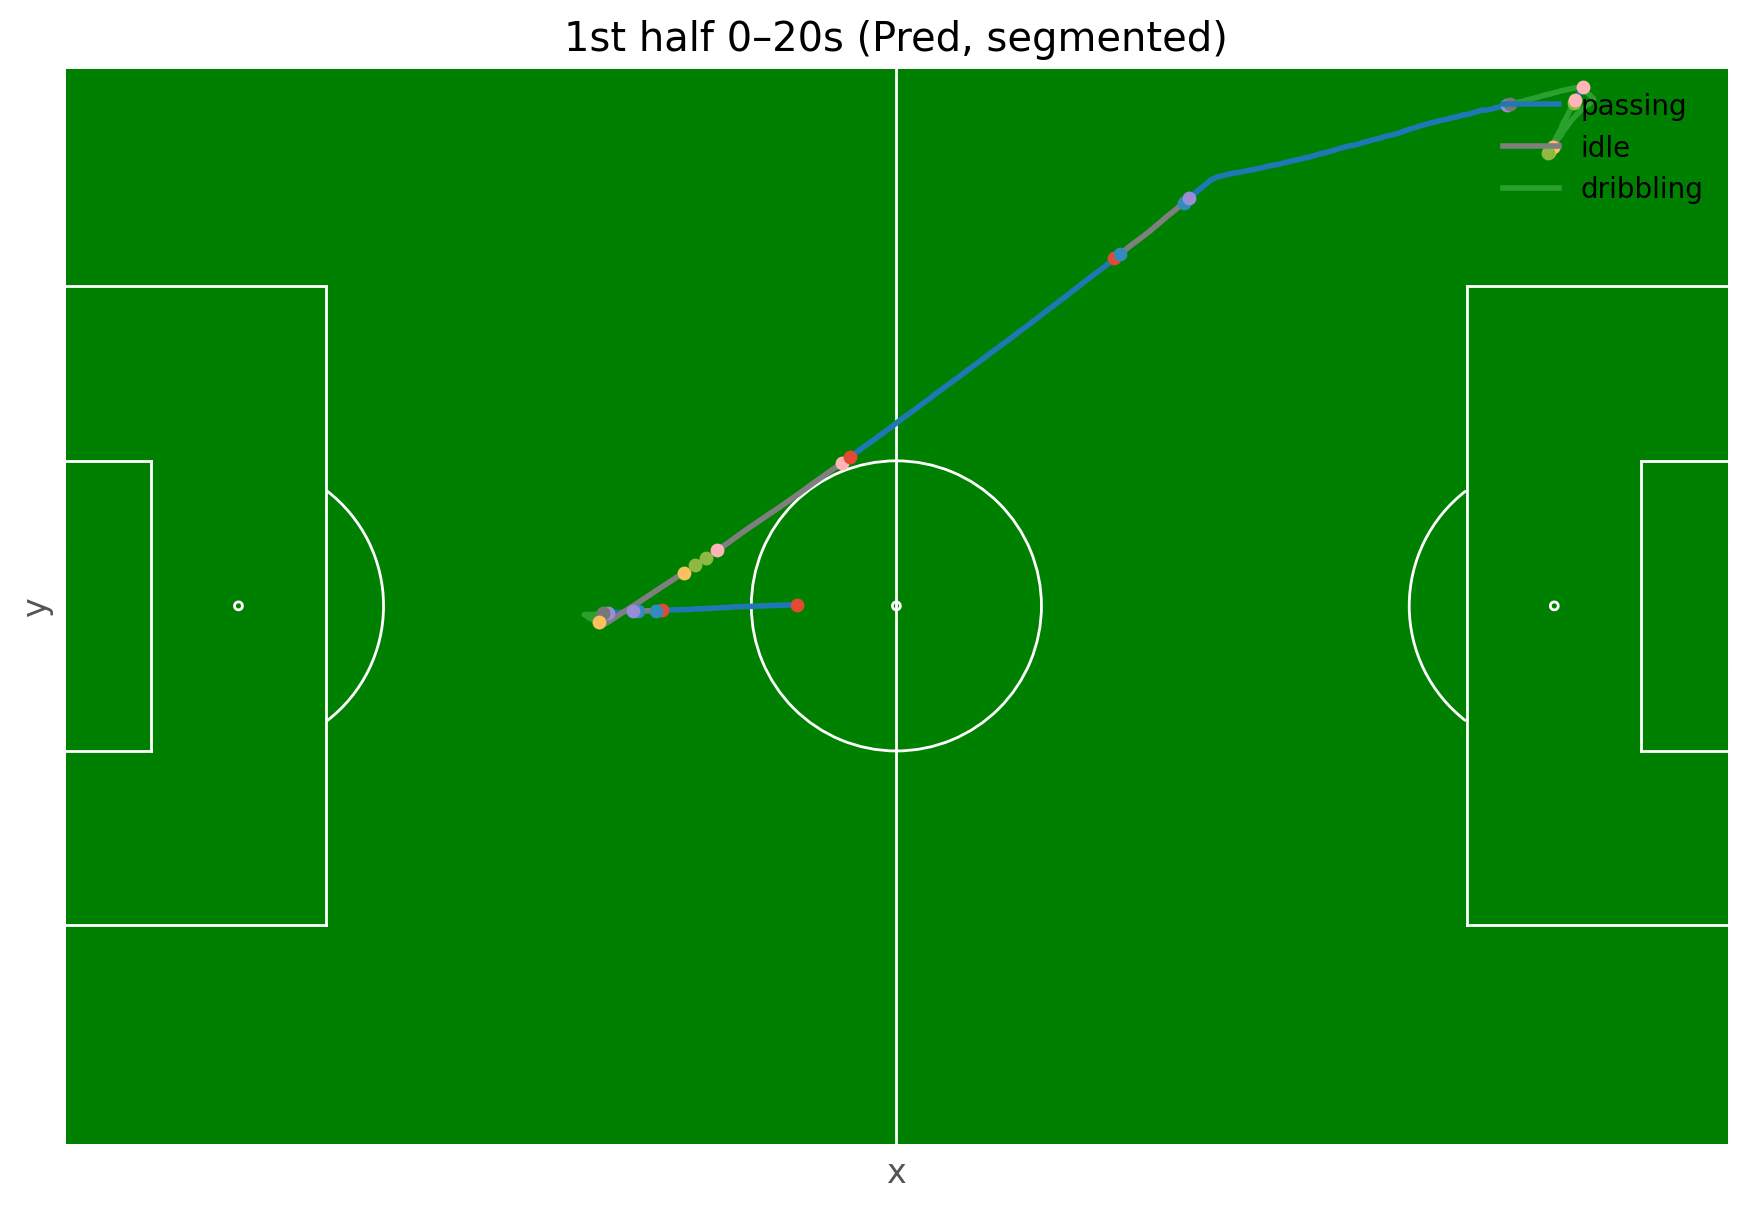 1st half 0–20s (Pred, segmented)
passing
idle
dribbling
y
x